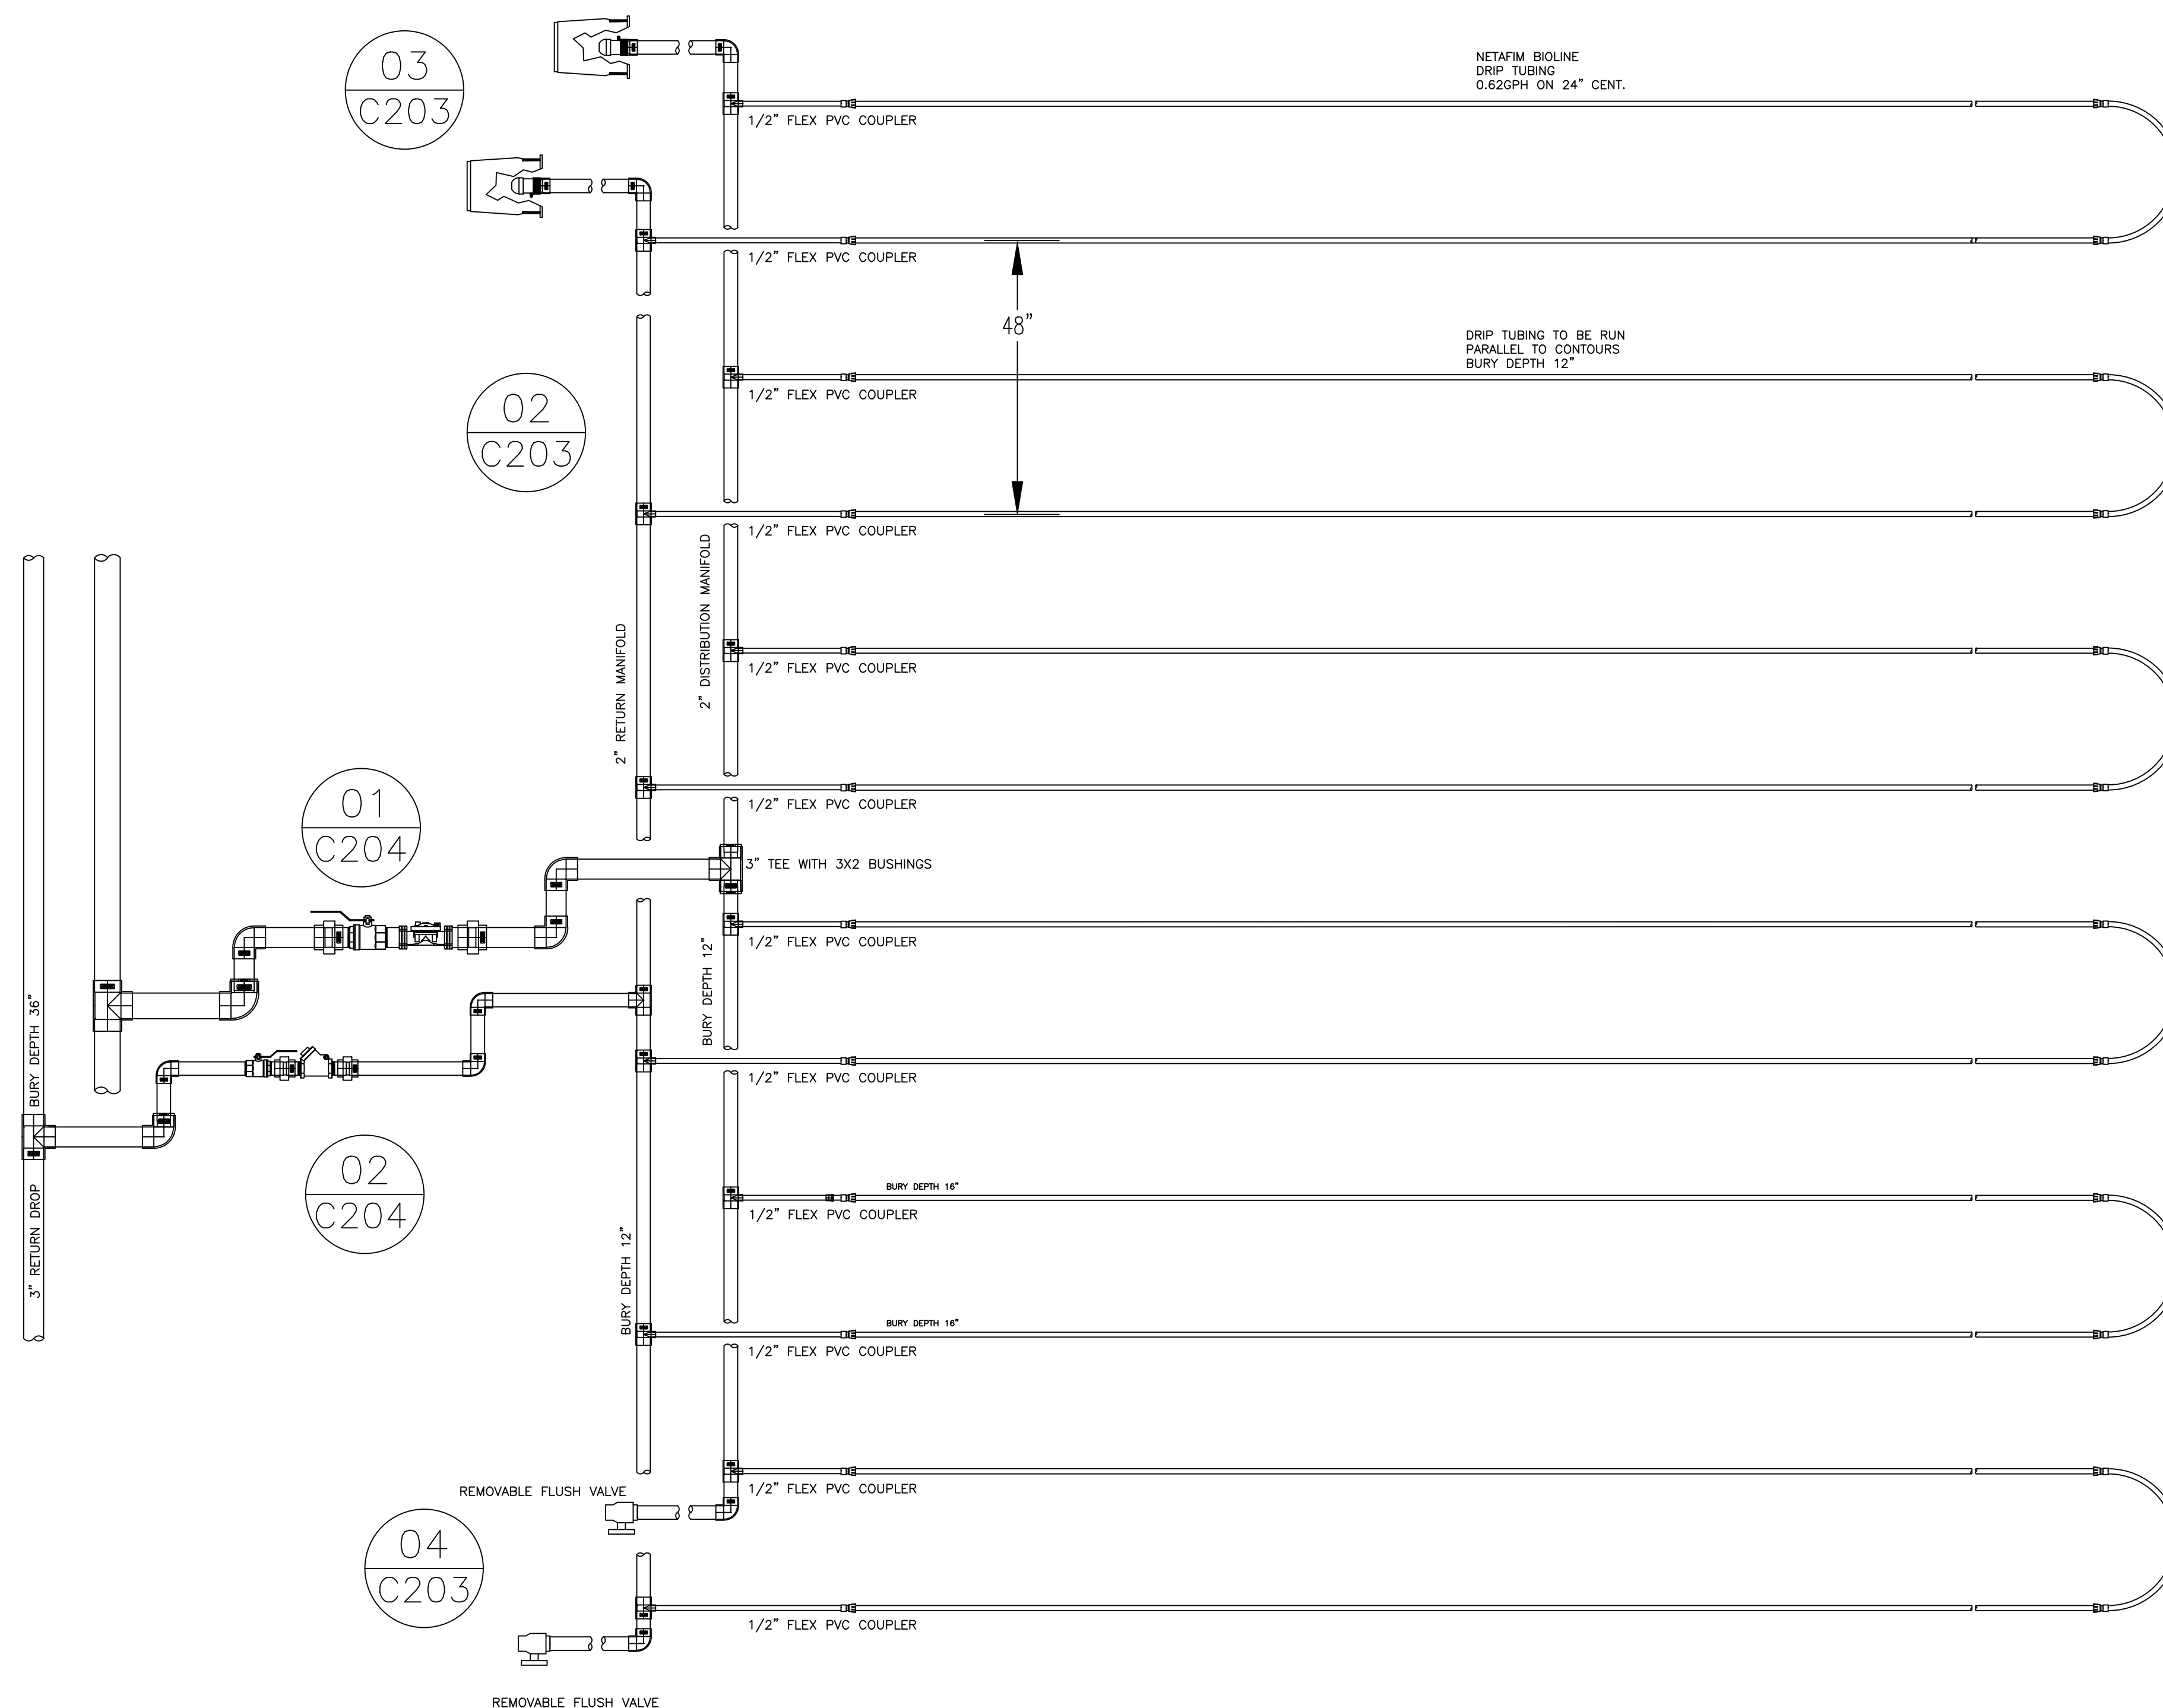 03
C203
NETAFIM BIOLINE
DRIP TUBING
0.62GPH ON 24" CENT.
1/2" FLEX PVC COUPLER
1/2" FLEX PVC COUPLER
48"
DRIP TUBING TO BE RUN
PARALLEL TO CONTOURS
BURY DEPTH 12"
1/2" FLEX PVC COUPLER
02
C203
1/2" FLEX PVC COUPLER
2" RETURN MANIFOLD
2" DISTRIBUTION MANIFOLD
1/2" FLEX PVC COUPLER
01
C204
1/2" FLEX PVC COUPLER
3" TEE WITH 3X2 BUSHINGS
1/2" FLEX PVC COUPLER
BURY DEPTH 12"
BURY DEPTH 36"
1/2" FLEX PVC COUPLER
02
C204
3" RETURN DROP
BURY DEPTH 16"
1/2" FLEX PVC COUPLER
BURY DEPTH 12"
BURY DEPTH 16"
1/2" FLEX PVC COUPLER
REMOVABLE FLUSH VALVE
1/2" FLEX PVC COUPLER
04
C203
1/2" FLEX PVC COUPLER
REMOVABLE FLUSH VALVE